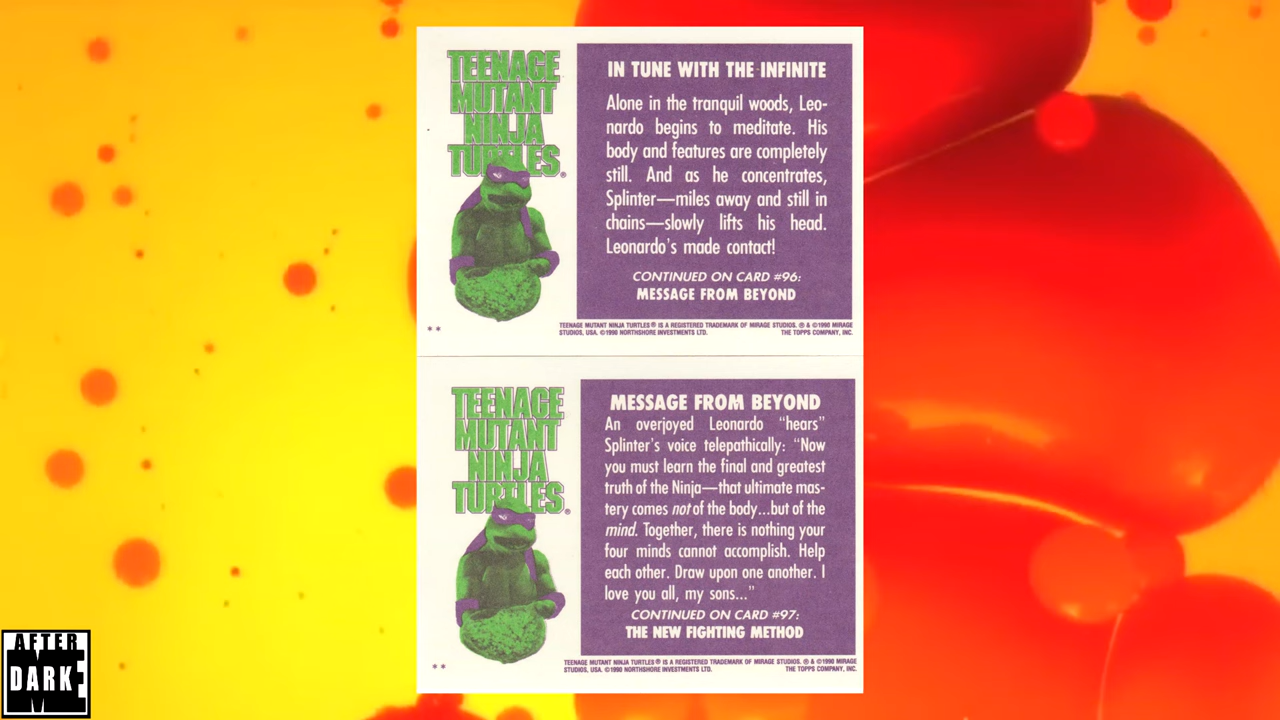 TEENAGE
MUTANT
NINJA
TURTLES®
IN TUNE WITH THE INFINITE
Alone in the tranquil woods, Leo-
nardo begins to meditate. His
body and features are completely
still. And as he concentrates,
Splinter—miles away and still in
chains—slowly lifts his head.
Leonardo's made contact!
CONTINUED ON CARD #96:
MESSAGE FROM BEYOND
**
TEENAGE MUTANT NINJA TURTLES® IS A REGISTERED TRADEMARK OF MIRAGE STUDIOS. ® & ©1990 MIRAGE
STUDIOS, USA. ©1990 NORTHSHORE INVESTMENTS LTD. THE TOPPS COMPANY, INC.
TEENAGE
MUTANT
NINJA
TURTLES®
MESSAGE FROM BEYOND
An overjoyed Leonardo "hears"
Splinter's voice telepathically: "Now
you must learn the final and greatest
truth of the Ninja—that ultimate mas-
tery comes not of the body...but of the
mind. Together, there is nothing your
four minds cannot accomplish. Help
each other. Draw upon one another. I
love you all, my sons..."
CONTINUED ON CARD #97:
THE NEW FIGHTING METHOD
**
TEENAGE MUTANT NINJA TURTLES® IS A REGISTERED TRADEMARK OF MIRAGE STUDIOS. ® & ©1990 MIRAGE
STUDIOS, USA. ©1990 NORTHSHORE INVESTMENTS LTD. THE TOPPS COMPANY, INC.
AFTER
DARK
ME